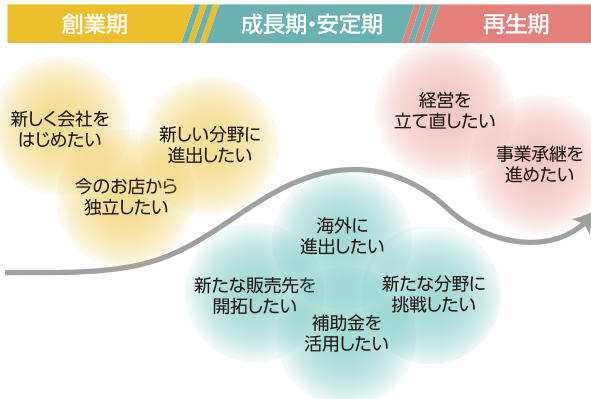 創業期
成長期・安定期
再生期
新しく会社を
はじめたい
新しい分野に
進出したい
今のお店から
独立したい
経営を
立て直したい
事業承継を
進めたい
海外に
進出したい
新たな販売先を
開拓したい
新たな分野に
挑戦したい
補助金を
活用したい